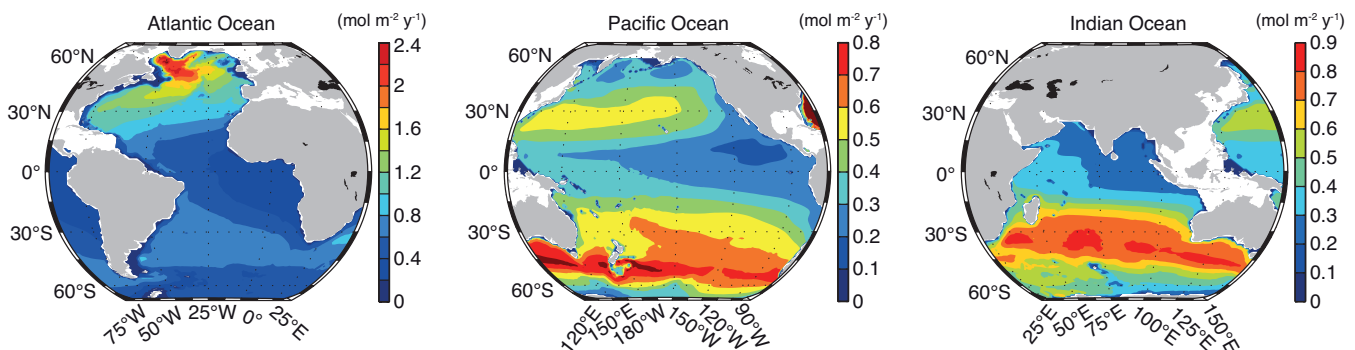 Atlantic Ocean
(mol m⁻² y⁻¹)
60°N
30°N
0°
30°S
60°S
75°W
50°W
25°W
0°
25°E
2.4
2
1.6
1.2
0.8
0.4
0
Pacific Ocean
(mol m⁻² y⁻¹)
60°N
30°N
0°
30°S
60°S
120°E
150°E
180°W
150°W
120°W
90°W
0.8
0.7
0.6
0.5
0.4
0.3
0.2
0.1
0
Indian Ocean
(mol m⁻² y⁻¹)
60°N
30°N
0°
30°S
60°S
25°E
50°E
75°E
100°E
125°E
150°E
0.9
0.8
0.7
0.6
0.5
0.4
0.3
0.2
0.1
0